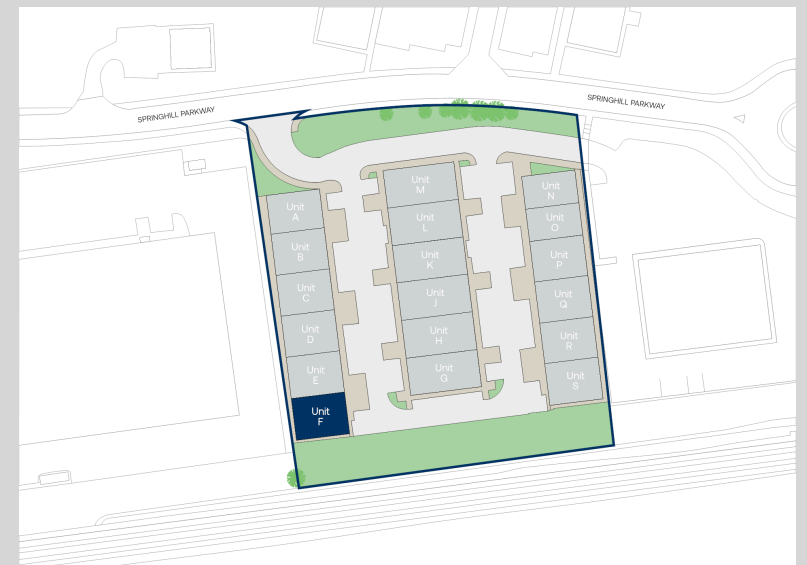 SPRINGHILL PARKWAY
SPRINGHILL PARKWAY
Unit
A
Unit
B
Unit
C
Unit
D
Unit
E
Unit
F
Unit
M
Unit
L
Unit
K
Unit
J
Unit
H
Unit
G
Unit
N
Unit
O
Unit
P
Unit
Q
Unit
R
Unit
S